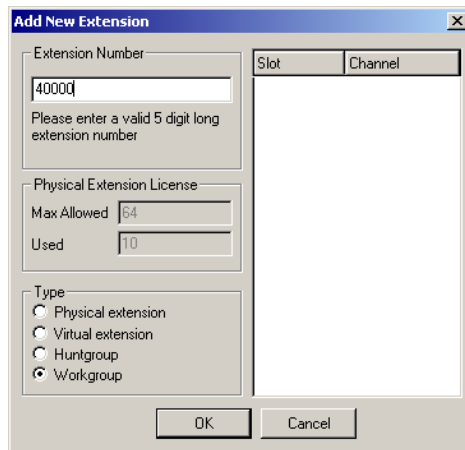 Add New Extension
Extension Number
40000
Please enter a valid 5 digit long
extension number
Physical Extension License
Max Allowed 64
Used 10
Type
Physical extension
Virtual extension
Huntgroup
Workgroup
Slot Channel
OK Cancel